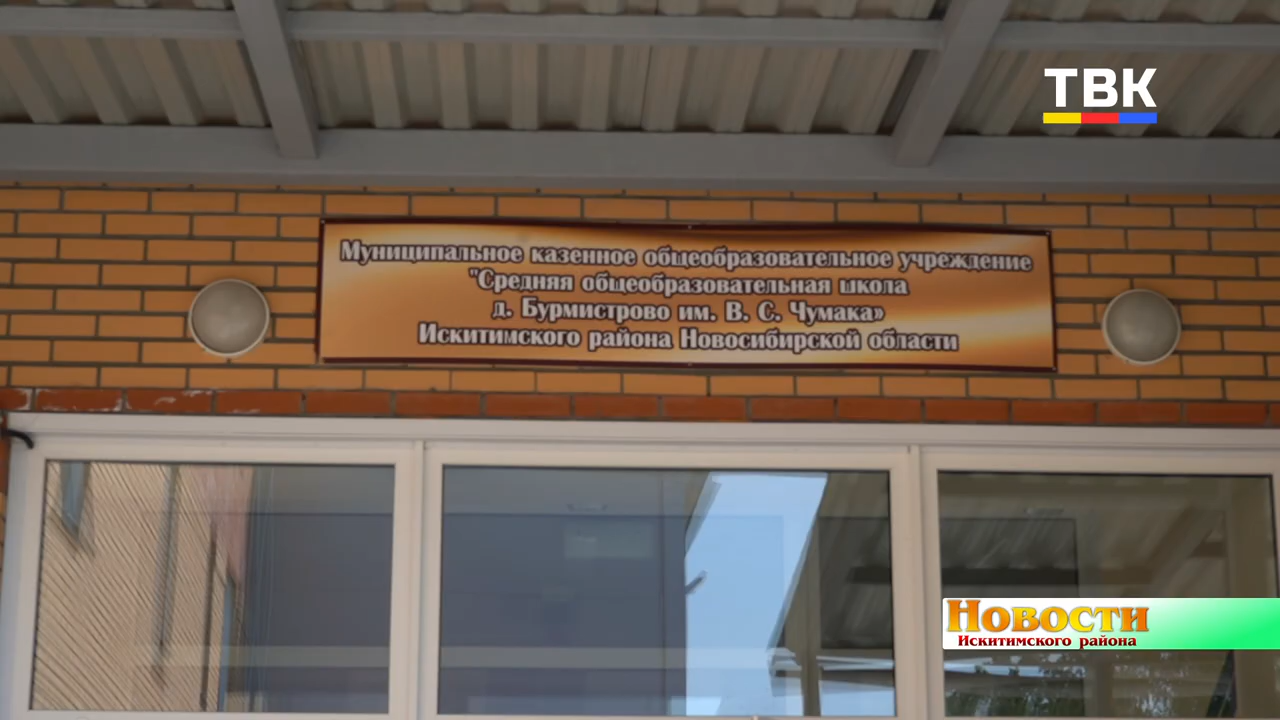 ТВК
Муниципальное казенное общеобразовательное учреждение
"Средняя общеобразовательная школа
д. Бурмистрово им. В. С. Чумака»
Искитимского района Новосибирской области
Новости
Искитимского района